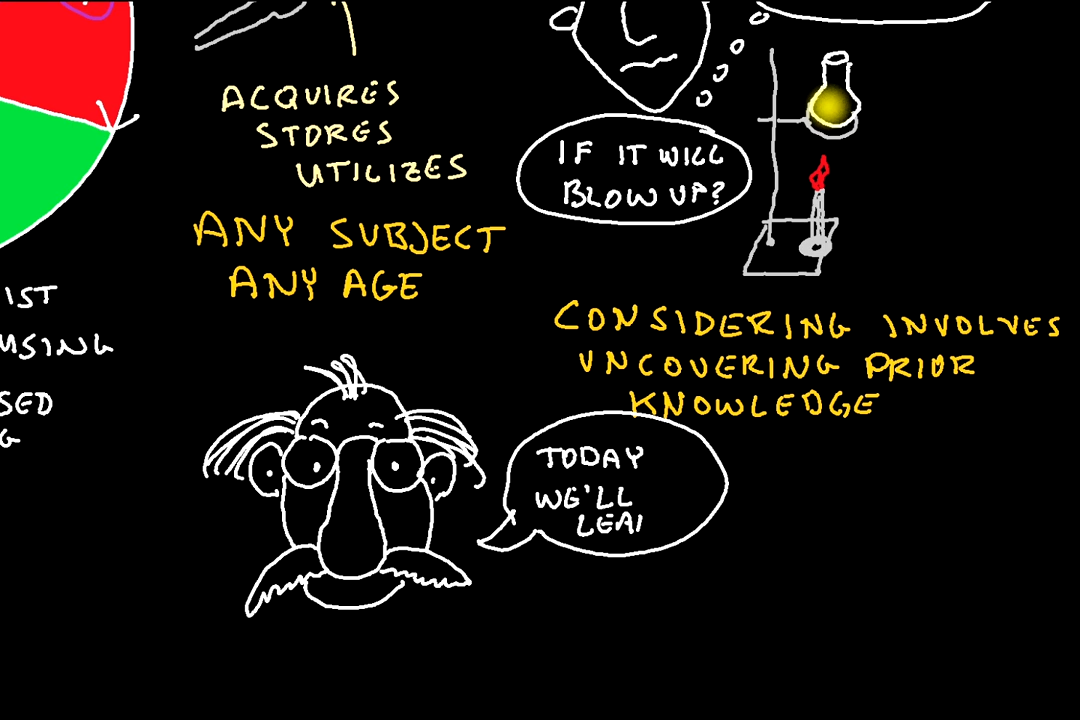 ACQUIRES
STORES
UTILIZES
ANY SUBJECT
ANY AGE
IF IT WILL
BLOW UP?
CONSIDERING INVOLVES
UNCOVERING PRIOR
KNOWLEDGE
IST
USING
SED
G
TODAY
WE'LL
LEA